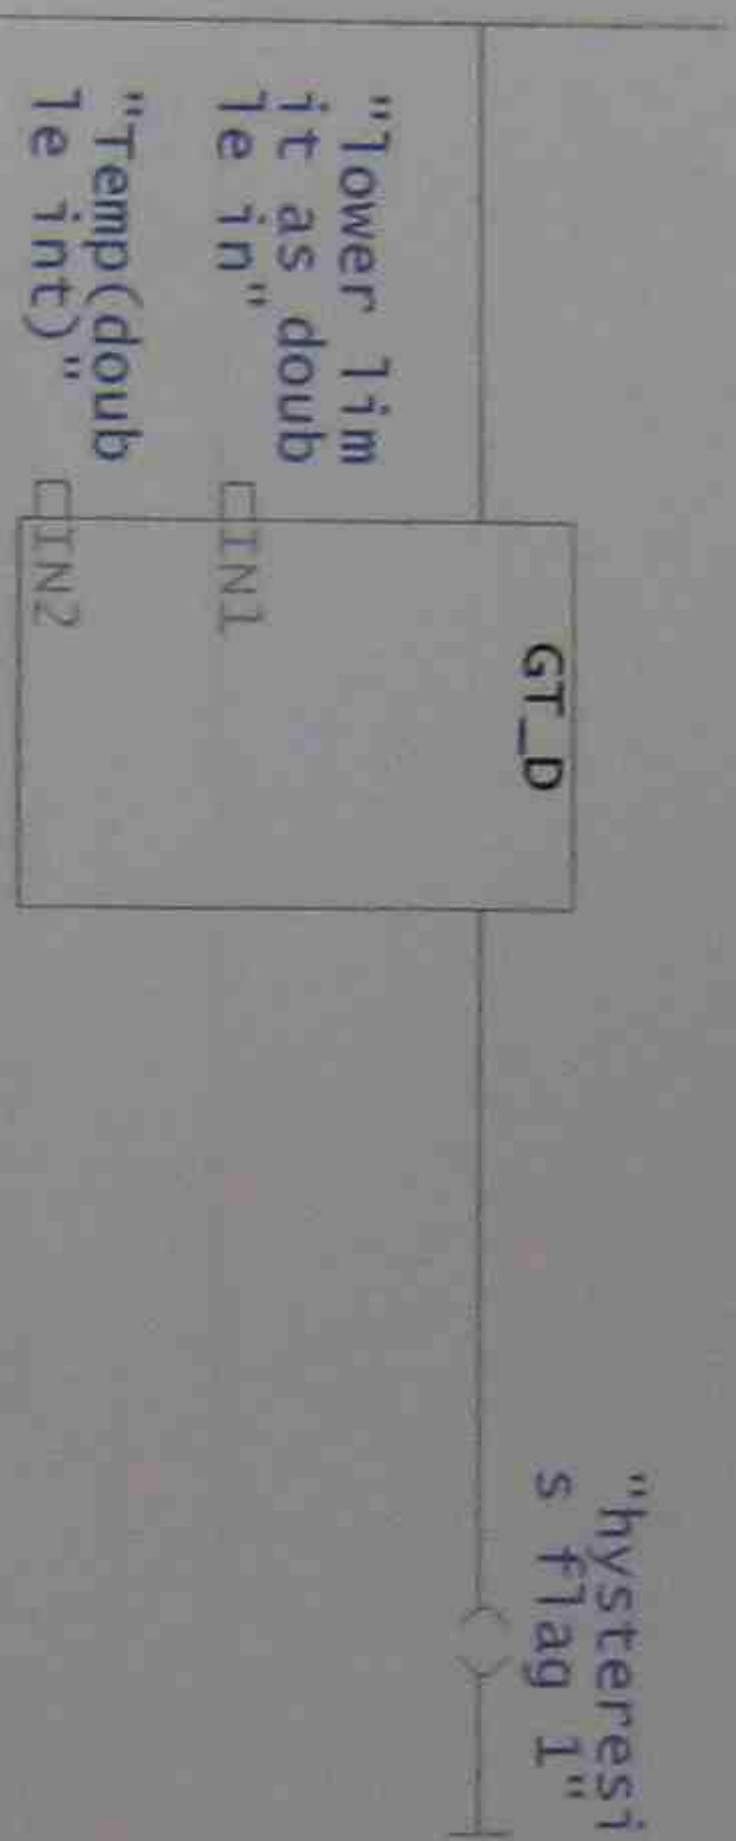 "hysteresi
s flag 1"
GT_D
"lower lim
it as doub
le in"
IN1
"Temp(doub
le int)"
IN2